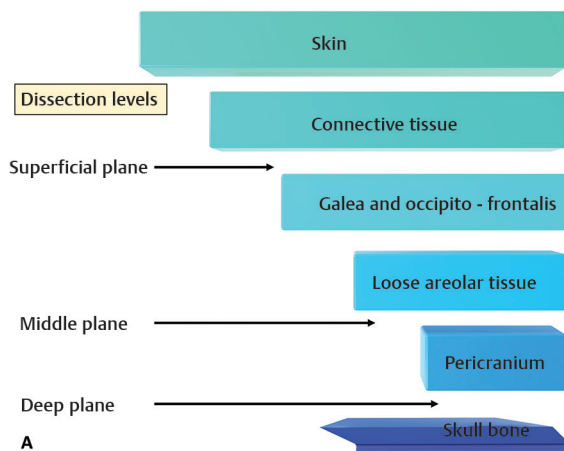 Skin
Dissection levels
Connective tissue
Superficial plane
Galea and occipito - frontalis
Loose areolar tissue
Middle plane
Pericranium
Deep plane
Skull bone
A